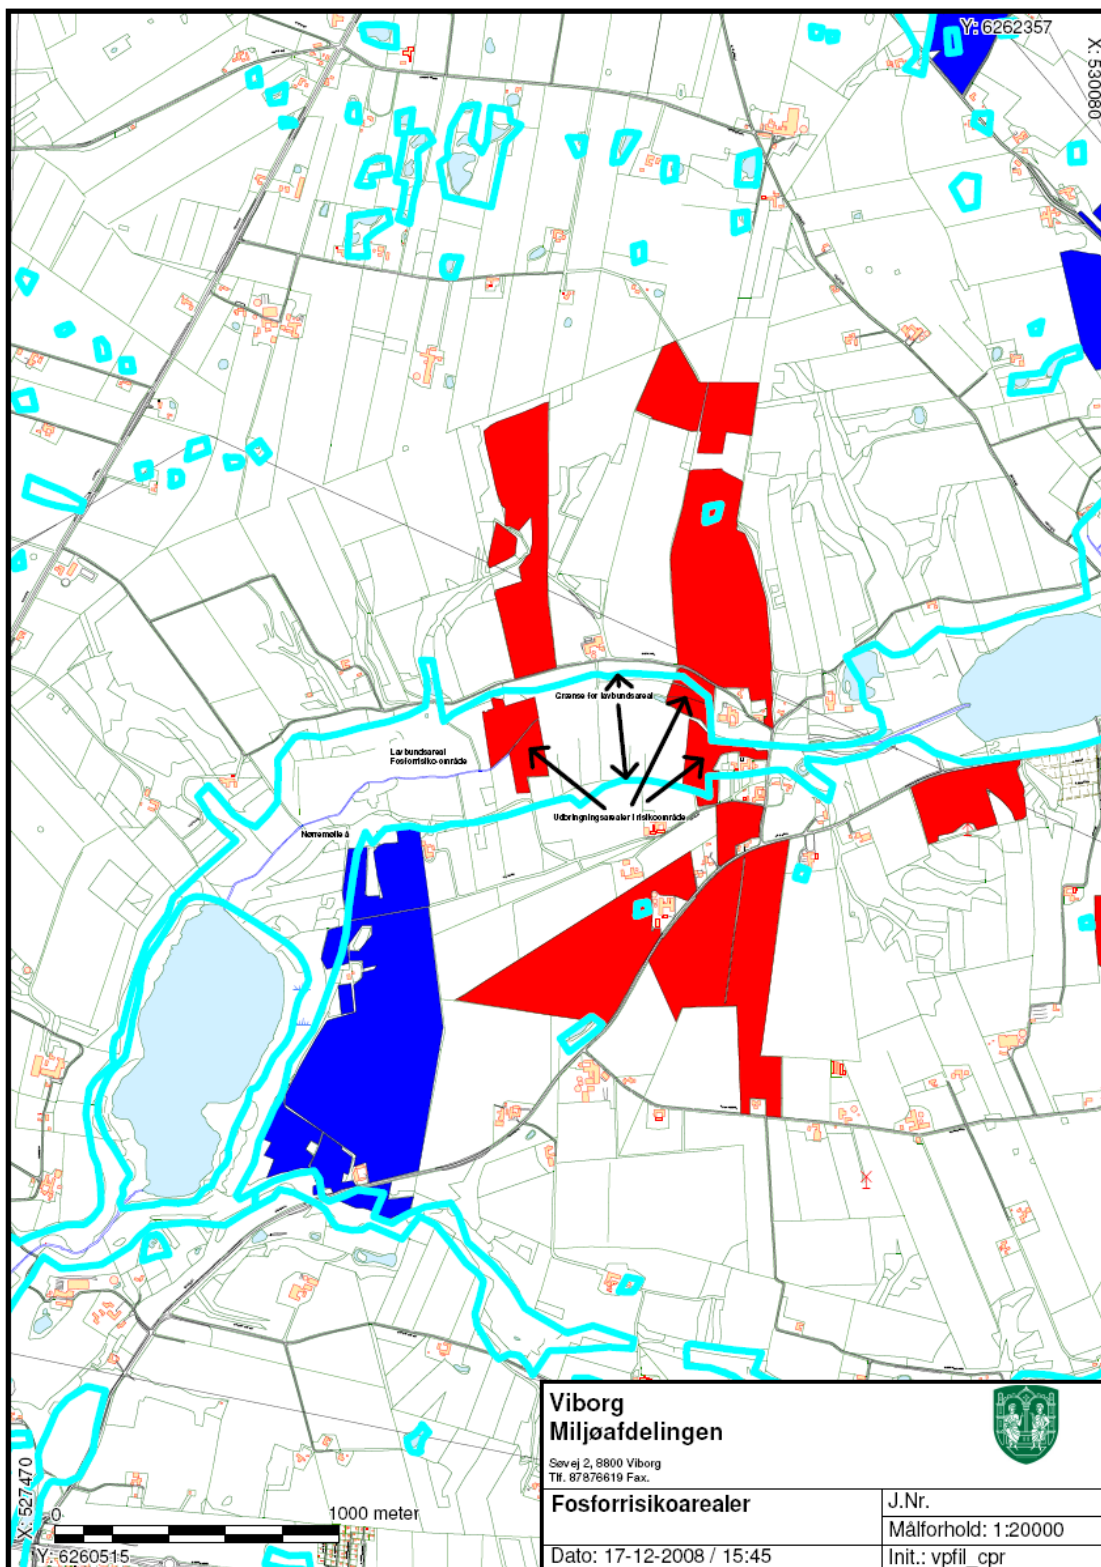 Y: 6262357
X: 530080
Grænse for lavbundsareal
Lavbundsareal
Fosforrisiko-område
Udbringningsarealer i risikoområde
Nørremølle å
X: 527470
0
1000 meter
Y: 6260515
Viborg
Miljøafdelingen
Søvej 2, 8800 Viborg
Tlf. 87876619 Fax.
Fosforrisikoarealer
J.Nr.
Målforhold: 1:20000
Dato: 17-12-2008 / 15:45
Init.: vpfil_cpr